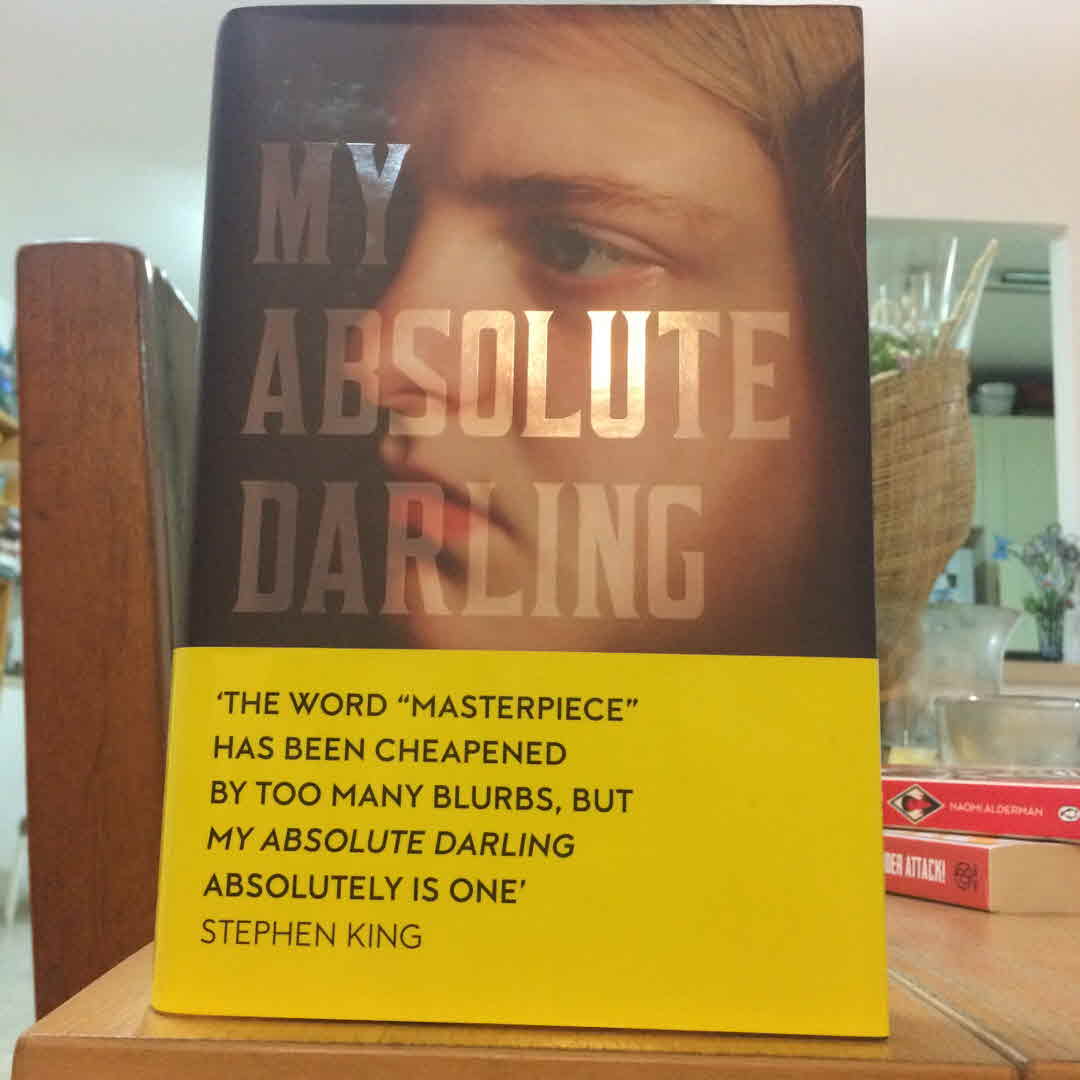 MY
ABSOLUTE
DARLING
‘THE WORD “MASTERPIECE”
HAS BEEN CHEAPENED
BY TOO MANY BLURBS, BUT
MY ABSOLUTE DARLING
ABSOLUTELY IS ONE’
STEPHEN KING
NAOMI ALDERMAN
DER ATTACK!